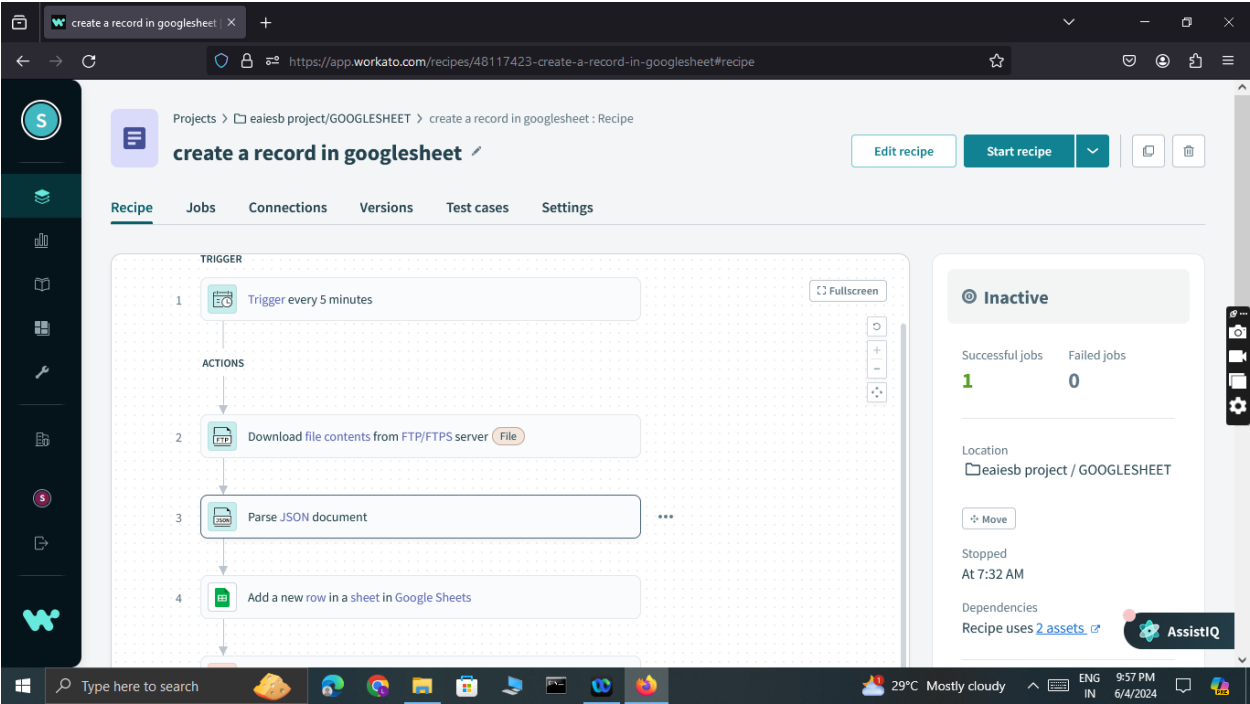 create a record in googlesheet |
https://app.workato.com/recipes/48117423-create-a-record-in-googlesheet#recipe
S
Projects > eaiesb project/GOOGLESHEET > create a record in googlesheet : Recipe
create a record in googlesheet
Edit recipe
Start recipe
Recipe Jobs Connections Versions Test cases Settings
TRIGGER
1 Trigger every 5 minutes
Fullscreen
ACTIONS
2 FTP Download file contents from FTP/FTPS server File
3 JSON Parse JSON document
4 Add a new row in a sheet in Google Sheets
Inactive
Successful jobs Failed jobs
1 0
Location
eaiesb project / GOOGLESHEET
Move
Stopped
At 7:32 AM
Dependencies
Recipe uses 2 assets
AssistIQ
S
Type here to search
1
29°C Mostly cloudy
ENG
IN
9:57 PM
6/4/2024
PRE